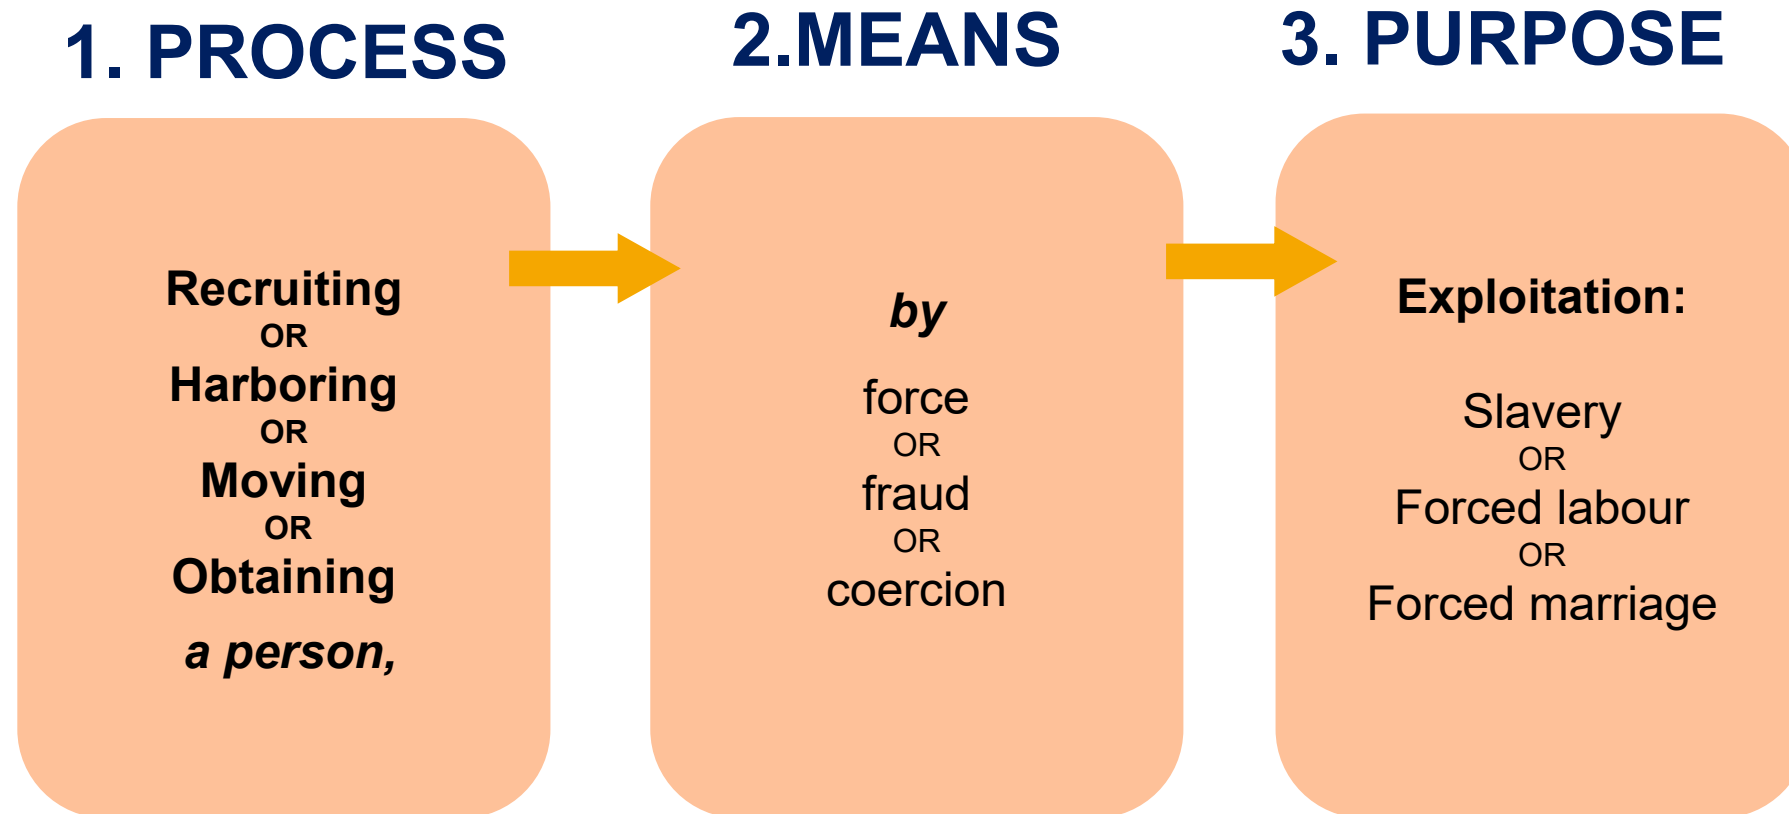 1. PROCESS
Recruiting
OR
Harboring
OR
Moving
OR
Obtaining
a person,
2.MEANS
by
force
OR
fraud
OR
coercion
3. PURPOSE
Exploitation:
Slavery
OR
Forced labour
OR
Forced marriage